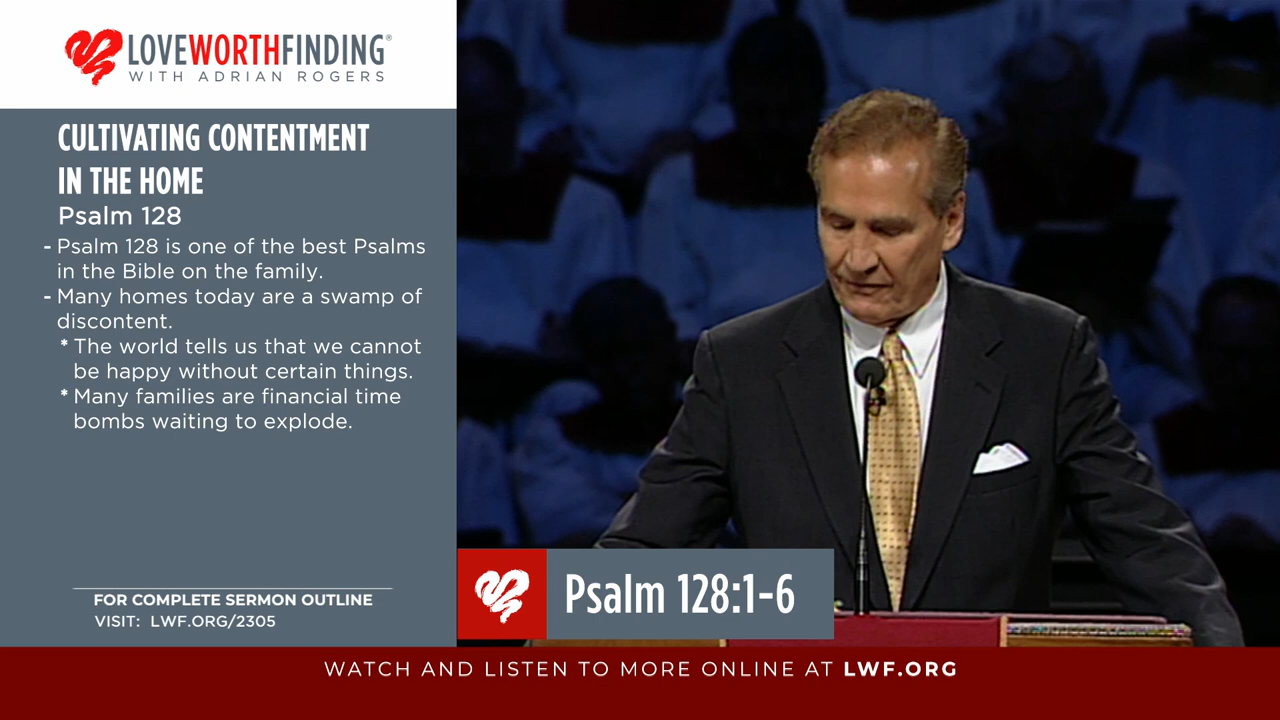 LOVEWORTHFINDING®
WITH ADRIAN ROGERS
CULTIVATING CONTENTMENT
IN THE HOME
Psalm 128
- Psalm 128 is one of the best Psalms
in the Bible on the family.
- Many homes today are a swamp of
discontent.
* The world tells us that we cannot
be happy without certain things.
* Many families are financial time
bombs waiting to explode.
FOR COMPLETE SERMON OUTLINE
VISIT: LWF.ORG/2305
Psalm 128:1-6
WATCH AND LISTEN TO MORE ONLINE AT LWF.ORG